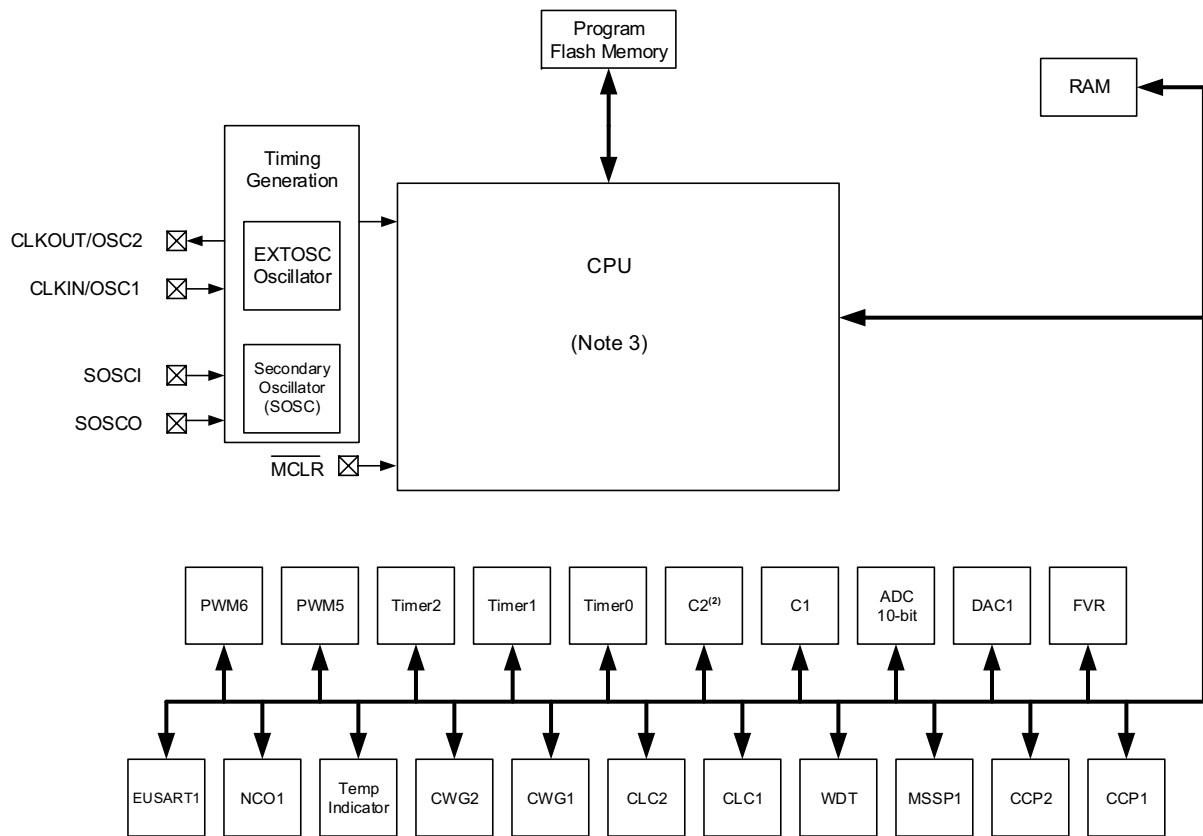 Program
Flash Memory
RAM
Timing
Generation
CLKOUT/OSC2
EXTOSC
Oscillator
CLKIN/OSC1
CPU
(Note 3)
SOSCI
Secondary
Oscillator
(SOSC)
SOSCO
MCLR
PWM6
PWM5
Timer2
Timer1
Timer0
C2(2)
C1
ADC
10-bit
DAC1
FVR
EUSART1
NCO1
Temp
Indicator
CWG2
CWG1
CLC2
CLC1
WDT
MSSP1
CCP2
CCP1